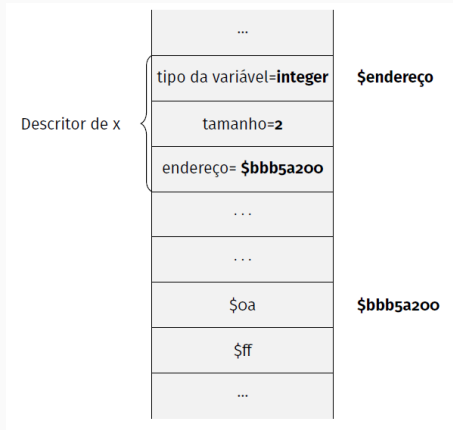 ...
tipo da variável=integer $endereço
Descritor de x tamanho=2
endereço= $bbb5a200
...
...
$0a $bbb5a200
$ff
...